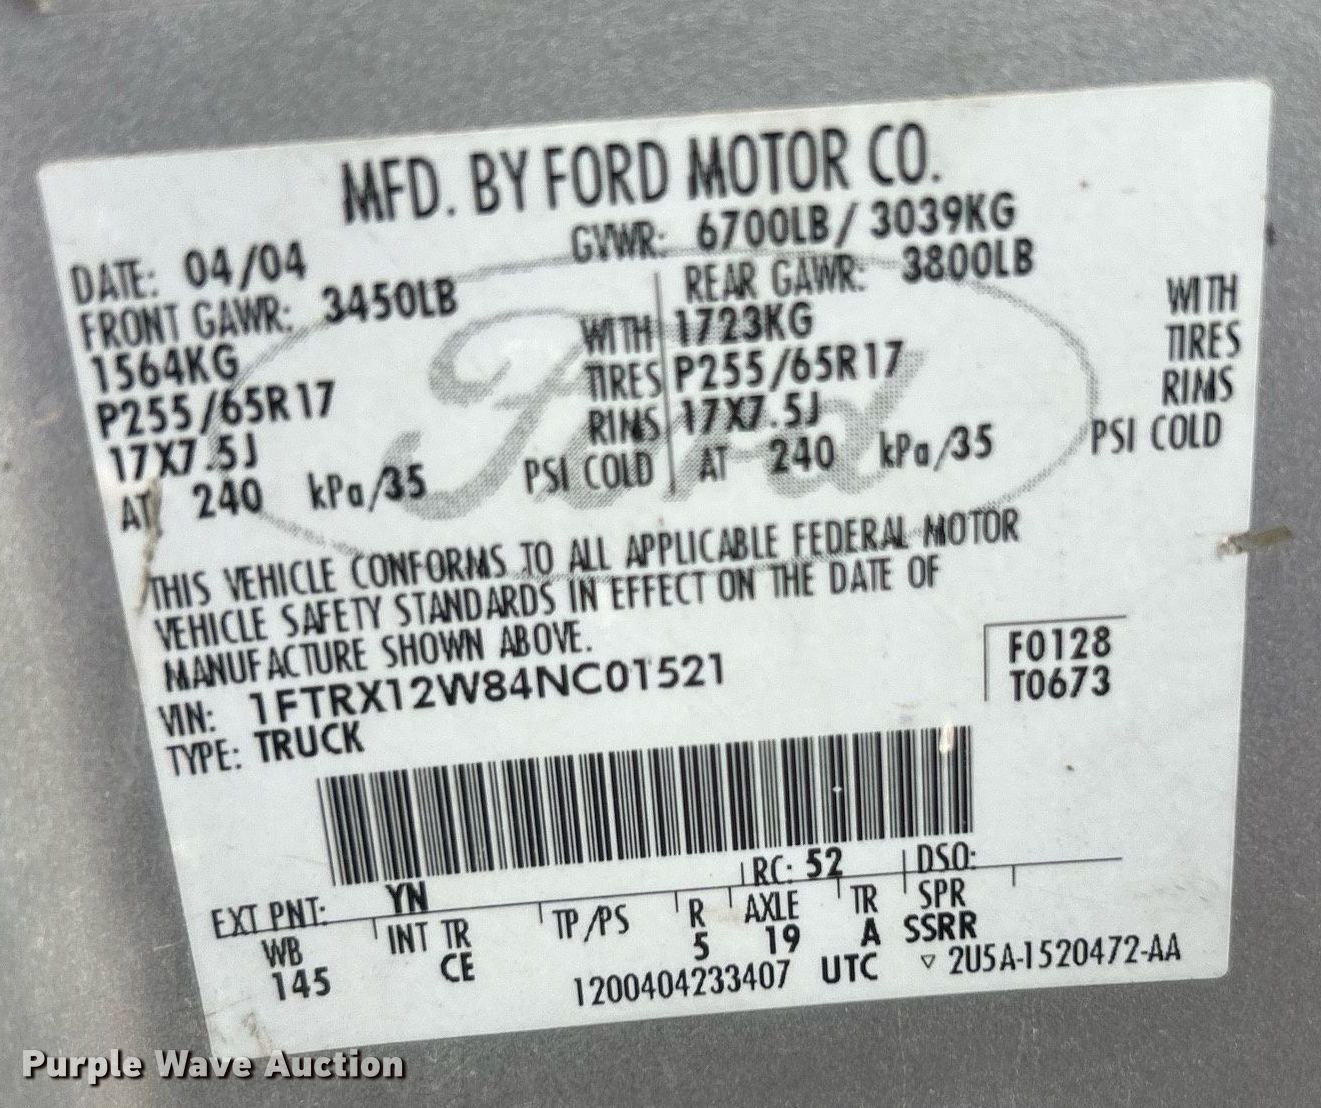 MFD. BY FORD MOTOR CO.
DATE: 04/04 GVWR: 6700LB / 3039KG
FRONT GAWR: 3450LB REAR GAWR: 3800LB
1564KG WITH 1723KG WITH
P255/65R17 TIRES P255/65R17 TIRES
17X7.5J RIMS 17X7.5J RIMS
AT 240 kPa/35 PSI COLD AT 240 kPa/35 PSI COLD
Ford
THIS VEHICLE CONFORMS TO ALL APPLICABLE FEDERAL MOTOR
VEHICLE SAFETY STANDARDS IN EFFECT ON THE DATE OF
MANUFACTURE SHOWN ABOVE.
VIN: 1FTRX12W84NC01521 F0128
TYPE: TRUCK T0673
EXT PNT: YN RC: 52 DSO:
WB INT TR TP/PS R AXLE TR SPR
145 CE 5 19 A SSRR
1200404233407 UTC ▽ 2U5A-1520472-AA
Purple Wave Auction